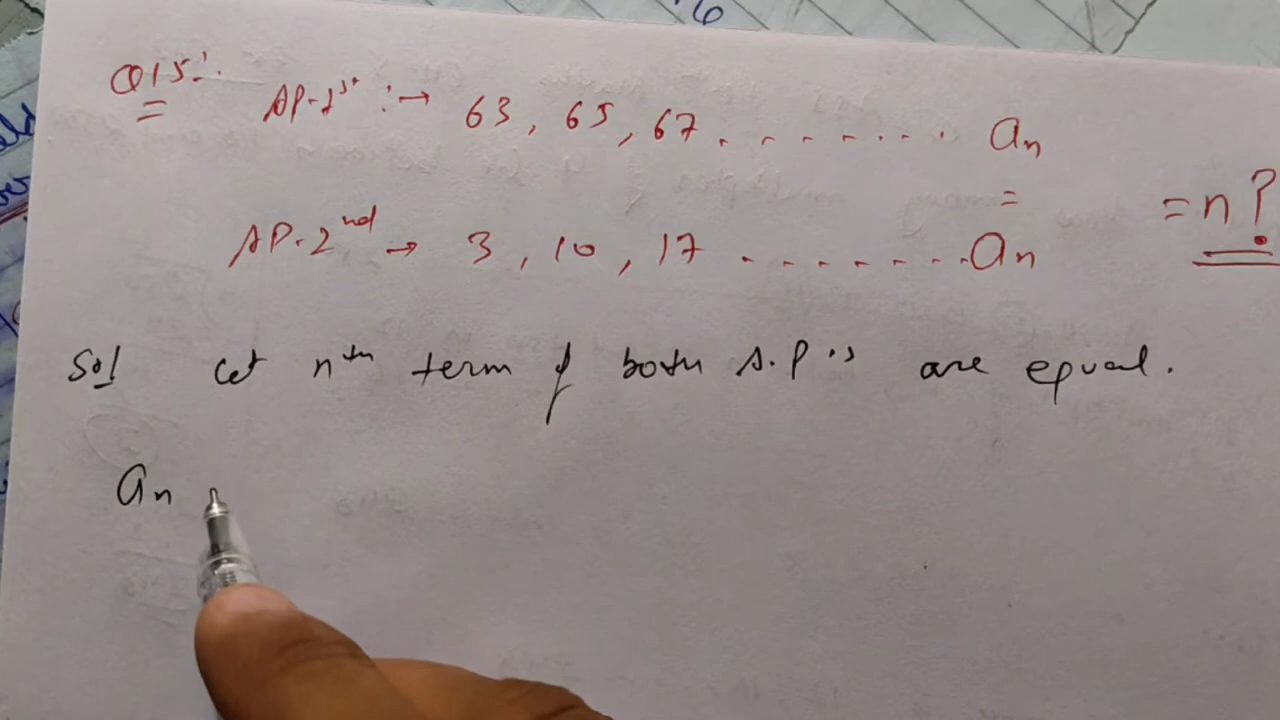 Q15:
AP-1st :→ 63, 65, 67 . . . . . . . an
=
= n?
AP-2nd → 3, 10, 17 . . . . . . . an
Sol Let nth term of both A.P's are equal.
an